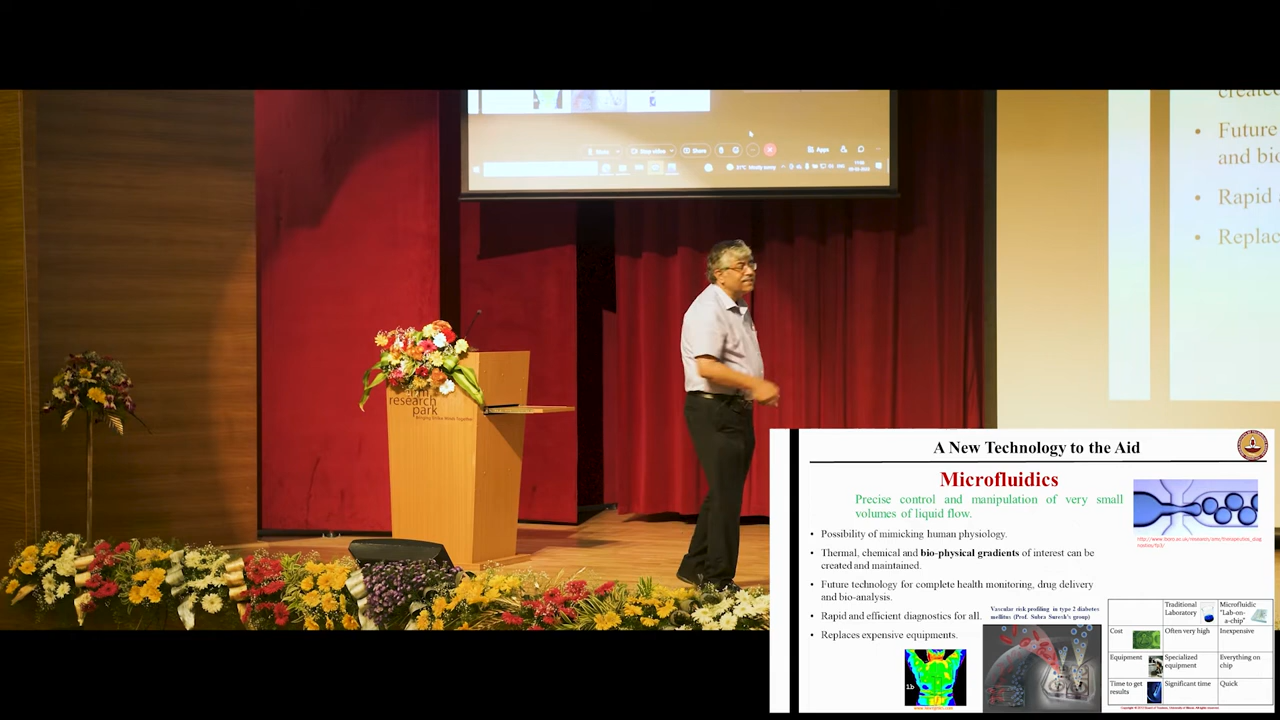 created
Future
and bio
Rapid
Replac
Share
Apps
research
park
A New Technology to the Aid
Microfluidics
Precise control and manipulation of very small
volumes of liquid flow.
• Possibility of mimicking human physiology.
• Thermal, chemical and bio-physical gradients of interest can be
created and maintained.
• Future technology for complete health monitoring, drug delivery
and bio-analysis.
• Rapid and efficient diagnostics for all.
• Replaces expensive equipments.
Vascular risk profiling in type 2 diabetes
mellitus (Prof. Subra Suresh's group)
1b
Traditional
Laboratory
Microfluidic
"Lab-on-
a-chip"
Cost
Often very high
Inexpensive
Equipment
Specialized
equipment
Everything on
chip
Time to get
results
Significant time
Quick